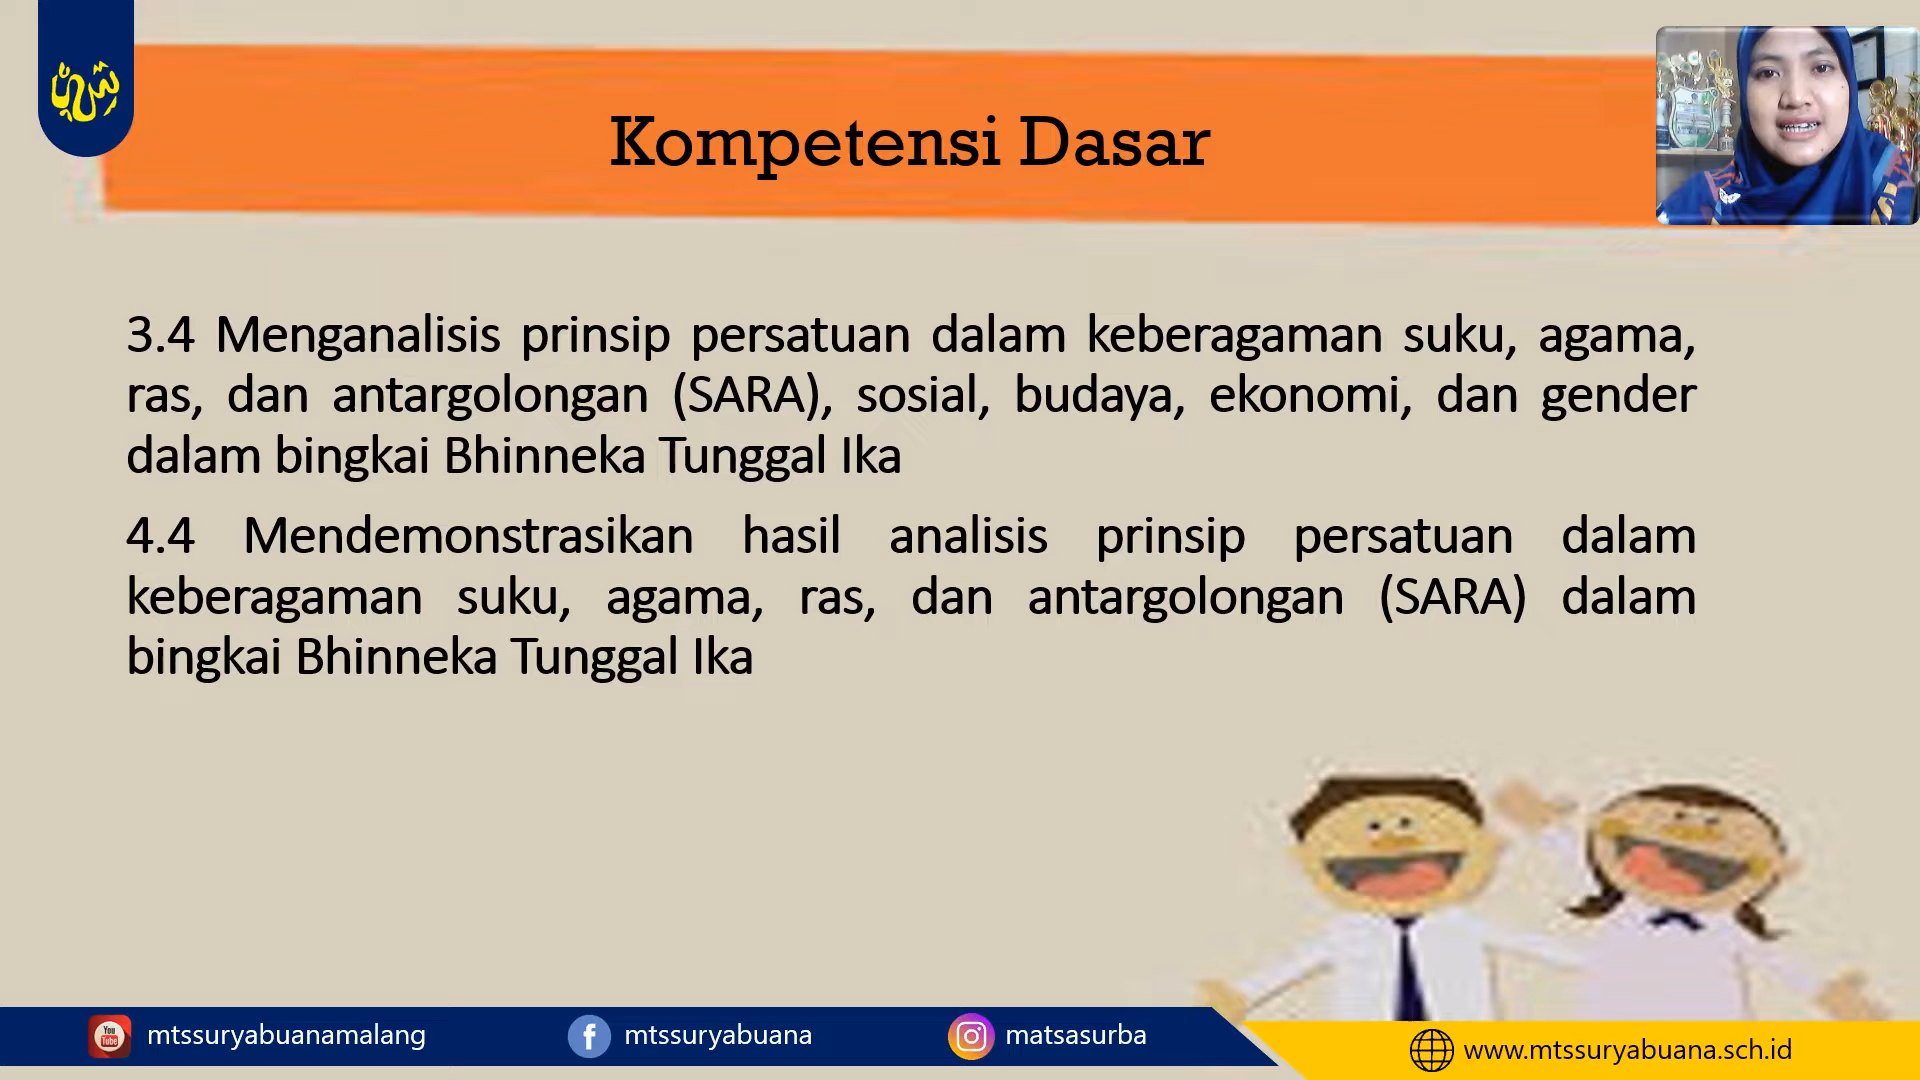 Kompetensi Dasar
3.4 Menganalisis prinsip persatuan dalam keberagaman suku, agama,
ras, dan antargolongan (SARA), sosial, budaya, ekonomi, dan gender
dalam bingkai Bhinneka Tunggal Ika
4.4 Mendemonstrasikan hasil analisis prinsip persatuan dalam
keberagaman suku, agama, ras, dan antargolongan (SARA) dalam
bingkai Bhinneka Tunggal Ika
You Tube mtssuryabuanamalang
f mtssuryabuana
matsasurba
www.mtssuryabuana.sch.id